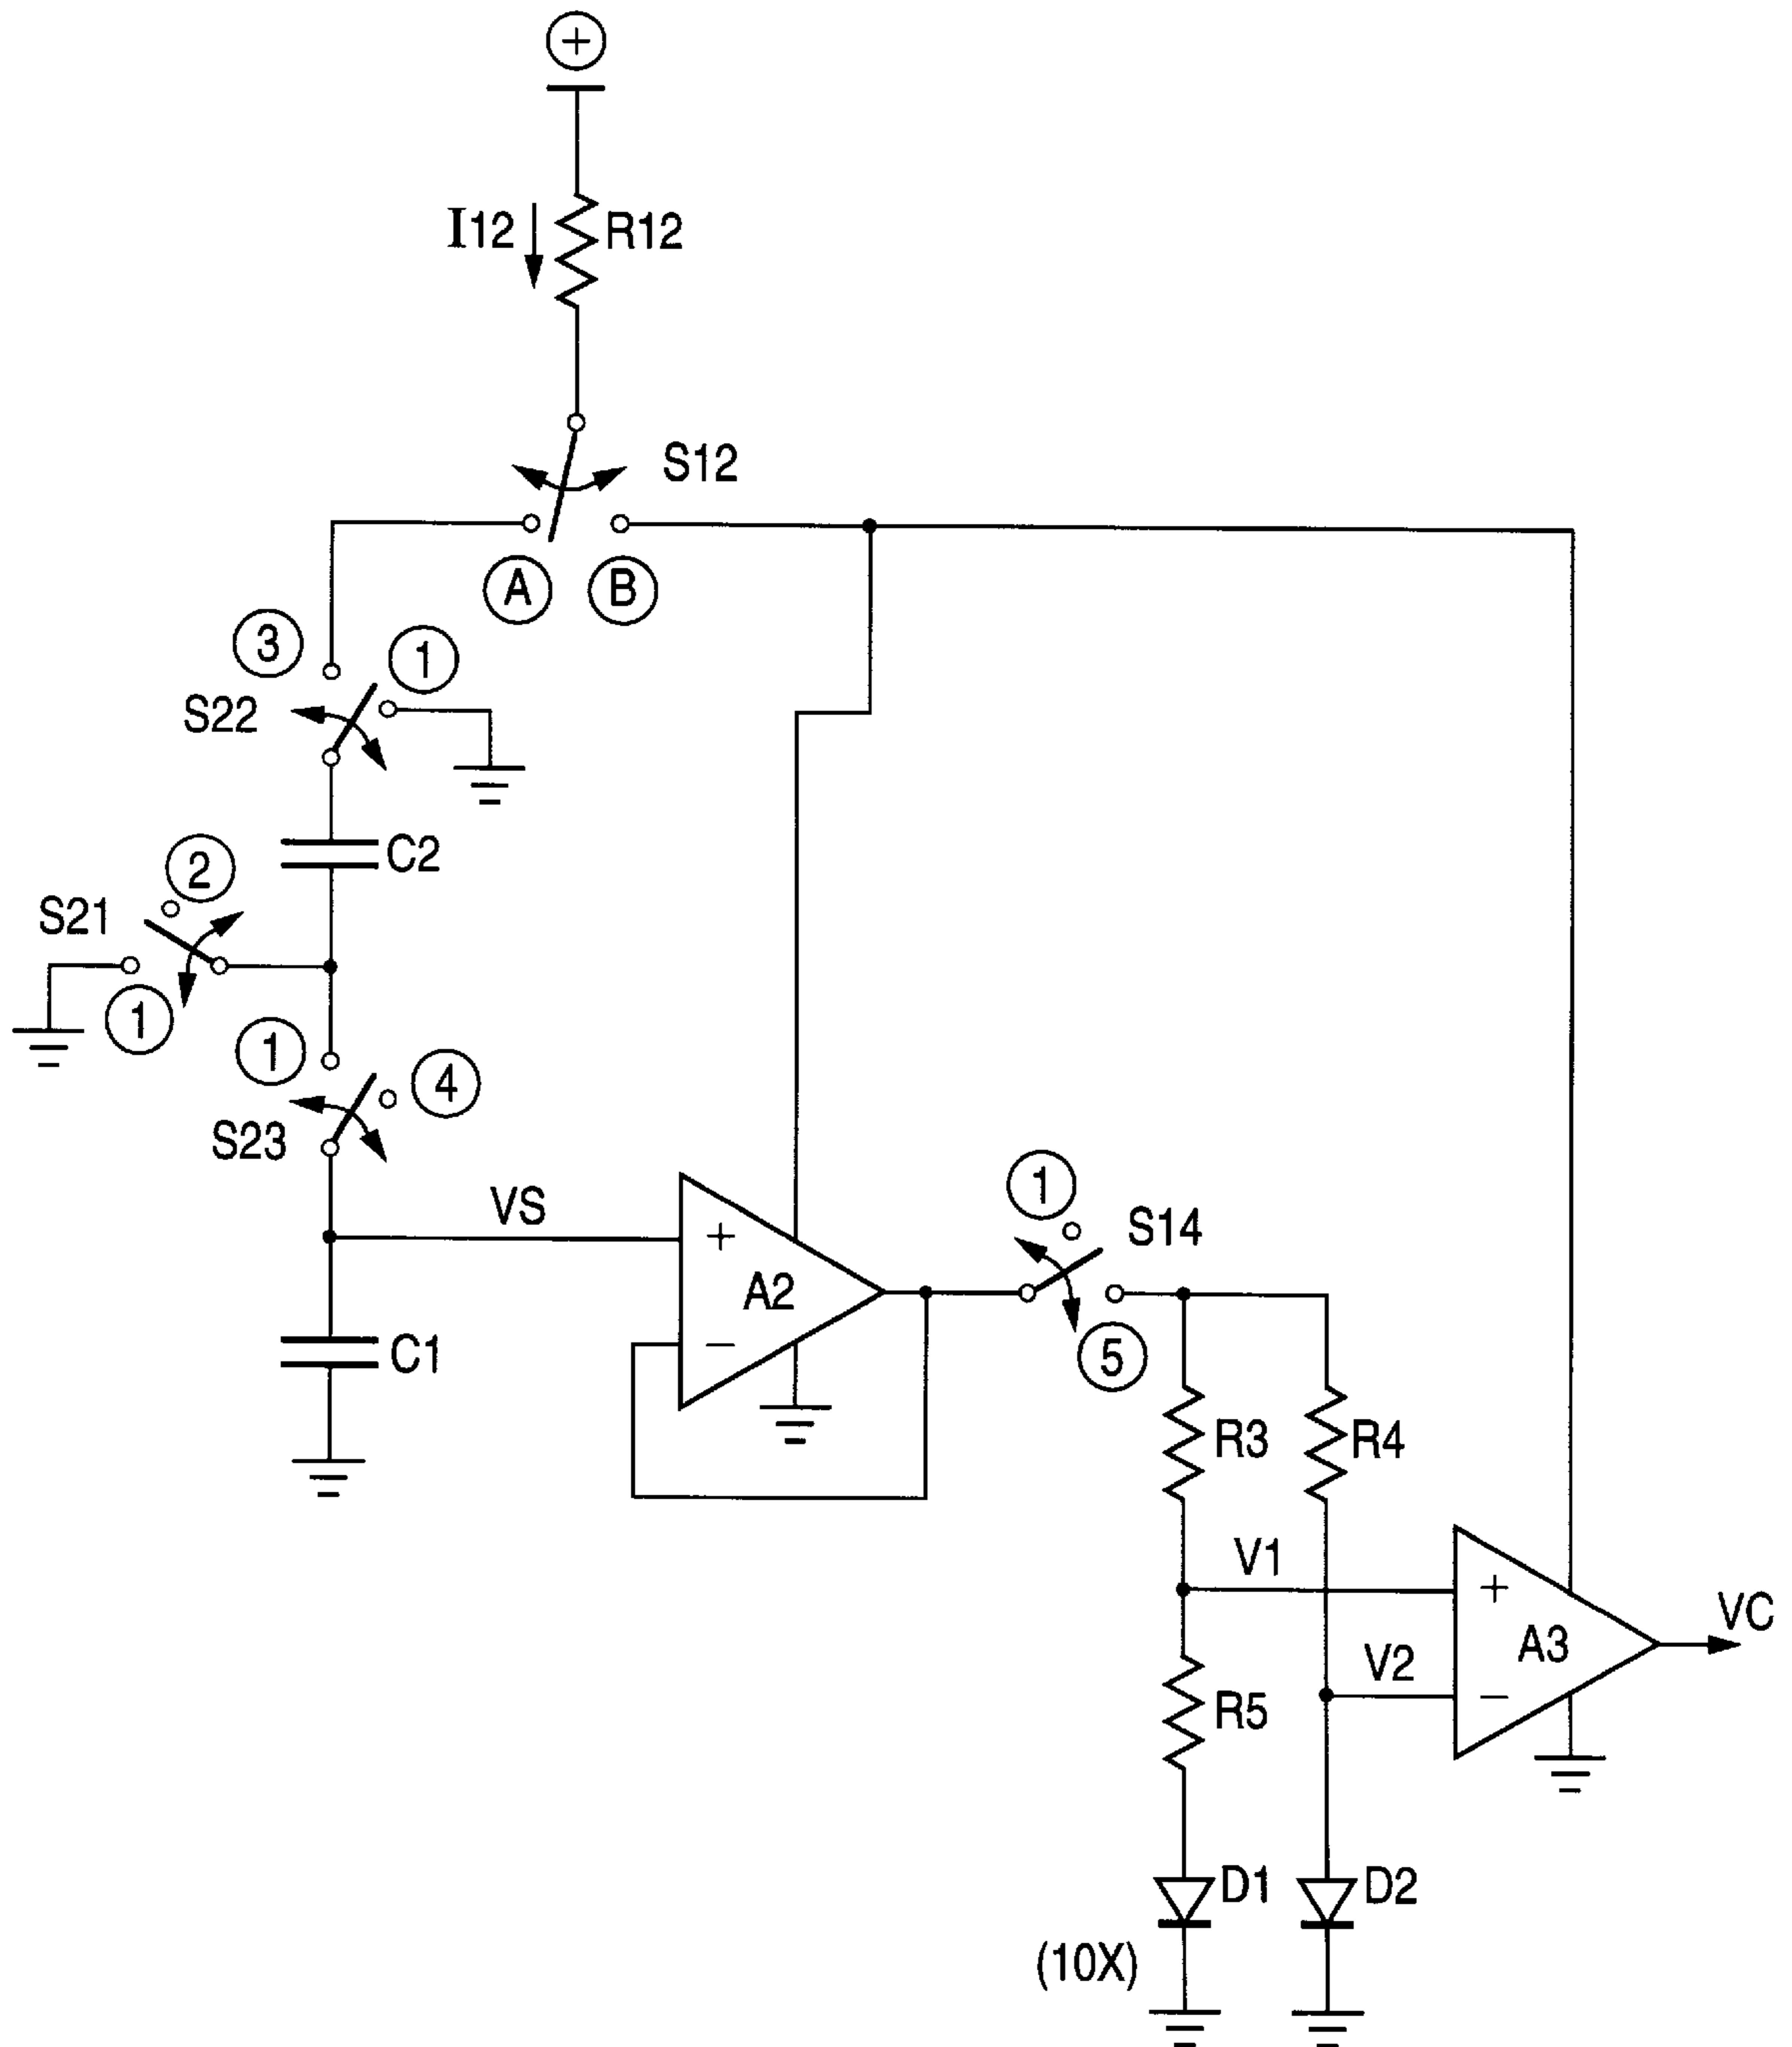 +
I12
R12
S12
A
B
3
1
S22
C2
2
S21
1
1
4
S23
VS
+
A2
−
1
S14
5
C1
R3
R4
V1
+
A3
VC
V2
−
R5
D1
D2
(10X)